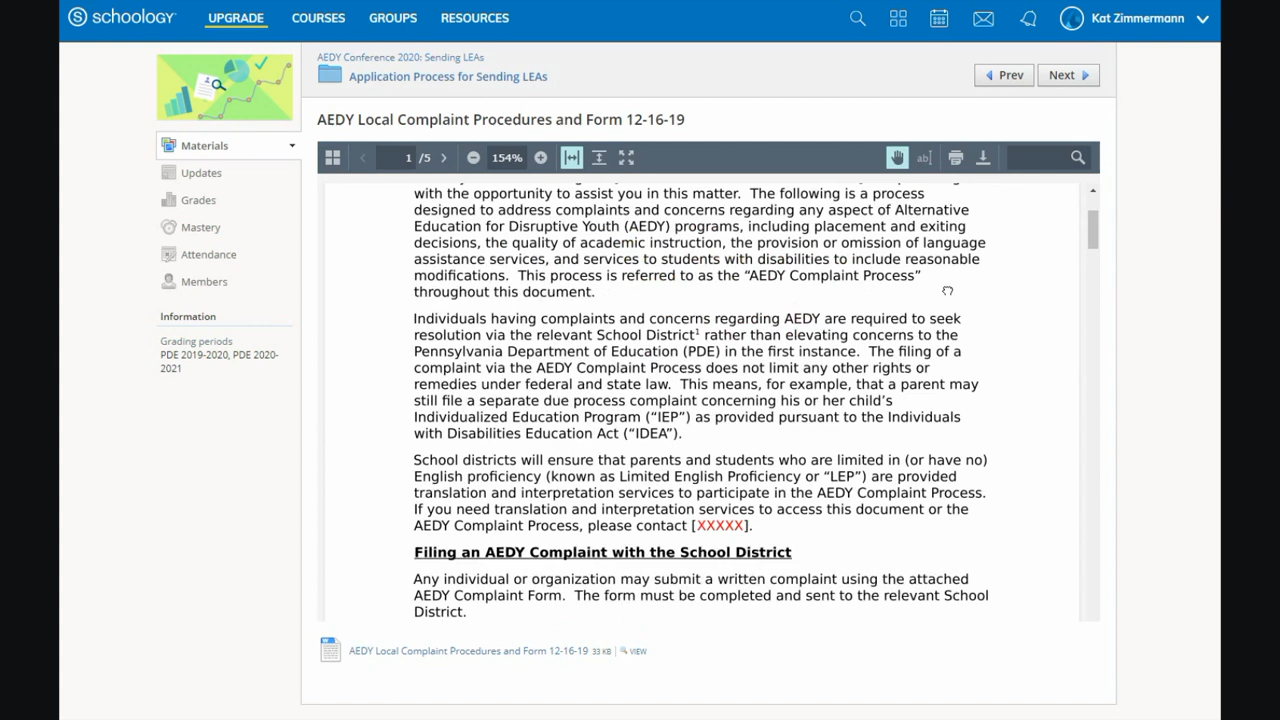 schoology UPGRADE COURSES GROUPS RESOURCES Kat Zimmermann
AEDY Conference 2020: Sending LEAs
Application Process for Sending LEAs
Prev Next
AEDY Local Complaint Procedures and Form 12-16-19
Materials
Updates
Grades
Mastery
Attendance
Members
Information
Grading periods
PDE 2019-2020, PDE 2020-
2021
1 /5 154% ab
with the opportunity to assist you in this matter. The following is a process
designed to address complaints and concerns regarding any aspect of Alternative
Education for Disruptive Youth (AEDY) programs, including placement and exiting
decisions, the quality of academic instruction, the provision or omission of language
assistance services, and services to students with disabilities to include reasonable
modifications. This process is referred to as the “AEDY Complaint Process”
throughout this document.
Individuals having complaints and concerns regarding AEDY are required to seek
resolution via the relevant School District¹ rather than elevating concerns to the
Pennsylvania Department of Education (PDE) in the first instance. The filing of a
complaint via the AEDY Complaint Process does not limit any other rights or
remedies under federal and state law. This means, for example, that a parent may
still file a separate due process complaint concerning his or her child’s
Individualized Education Program (“IEP”) as provided pursuant to the Individuals
with Disabilities Education Act (“IDEA”).
School districts will ensure that parents and students who are limited in (or have no)
English proficiency (known as Limited English Proficiency or “LEP”) are provided
translation and interpretation services to participate in the AEDY Complaint Process.
If you need translation and interpretation services to access this document or the
AEDY Complaint Process, please contact [XXXXX].
Filing an AEDY Complaint with the School District
Any individual or organization may submit a written complaint using the attached
AEDY Complaint Form. The form must be completed and sent to the relevant School
District.
AEDY Local Complaint Procedures and Form 12-16-19 33 KB VIEW